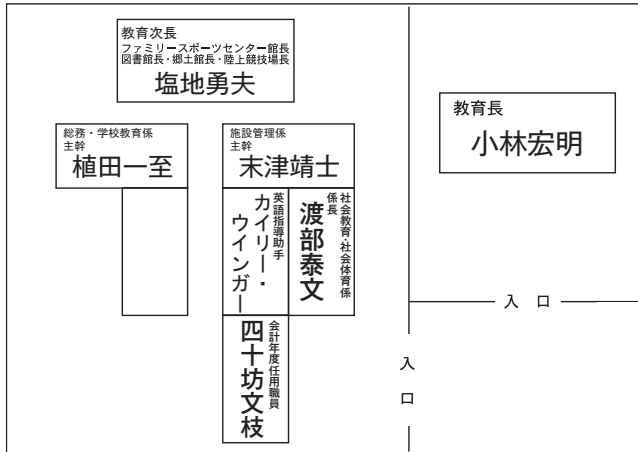 教育次長
ファミリースポーツセンター館長
図書館長・郷土館長・陸上競技場長
塩地勇夫
教育長
小林宏明
総務・学校教育係
主幹
植田一至
施設管理係
主幹
末津靖士
社会教育・社会体育係
係長
渡部泰文
英語指導助手
カイリー・
ウインガー
会計年度任用職員
四十坊文枝
入口
入口